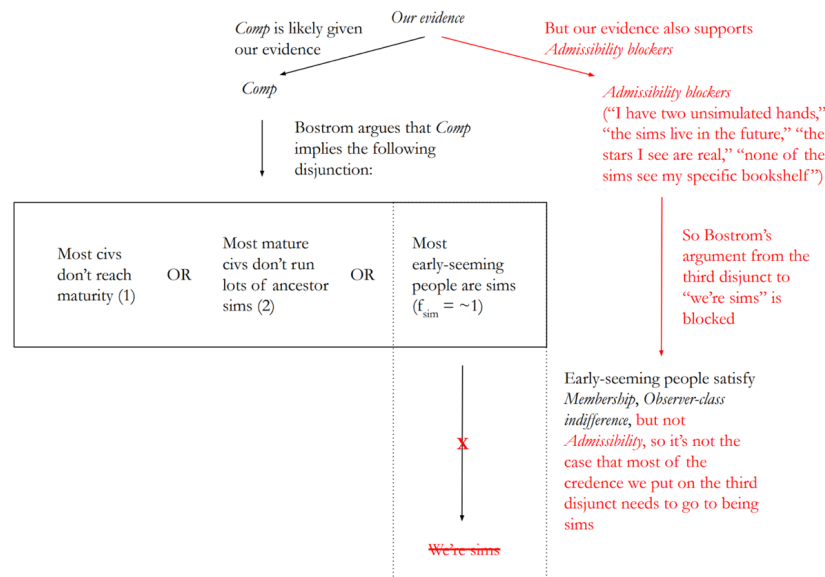 Our evidence
Comp is likely given
our evidence
But our evidence also supports
Admissibility blockers
Comp
Admissibility blockers
(“I have two unsimulated hands,”
“the sims live in the future,” “the
stars I see are real,” “none of the
sims see my specific bookshelf”)
Bostrom argues that Comp
implies the following
disjunction:
Most civs
don’t reach
maturity (1)
OR
Most mature
civs don’t run
lots of ancestor
sims (2)
OR
Most
early-seeming
people are sims
(fsim = ~1)
So Bostrom’s
argument from the
third disjunct to
“we’re sims” is
blocked
Early-seeming people satisfy
Membership, Observer-class
indifference, but not
Admissibility, so it’s not the
case that most of the
credence we put on the third
disjunct needs to go to being
sims
X
We’re sims